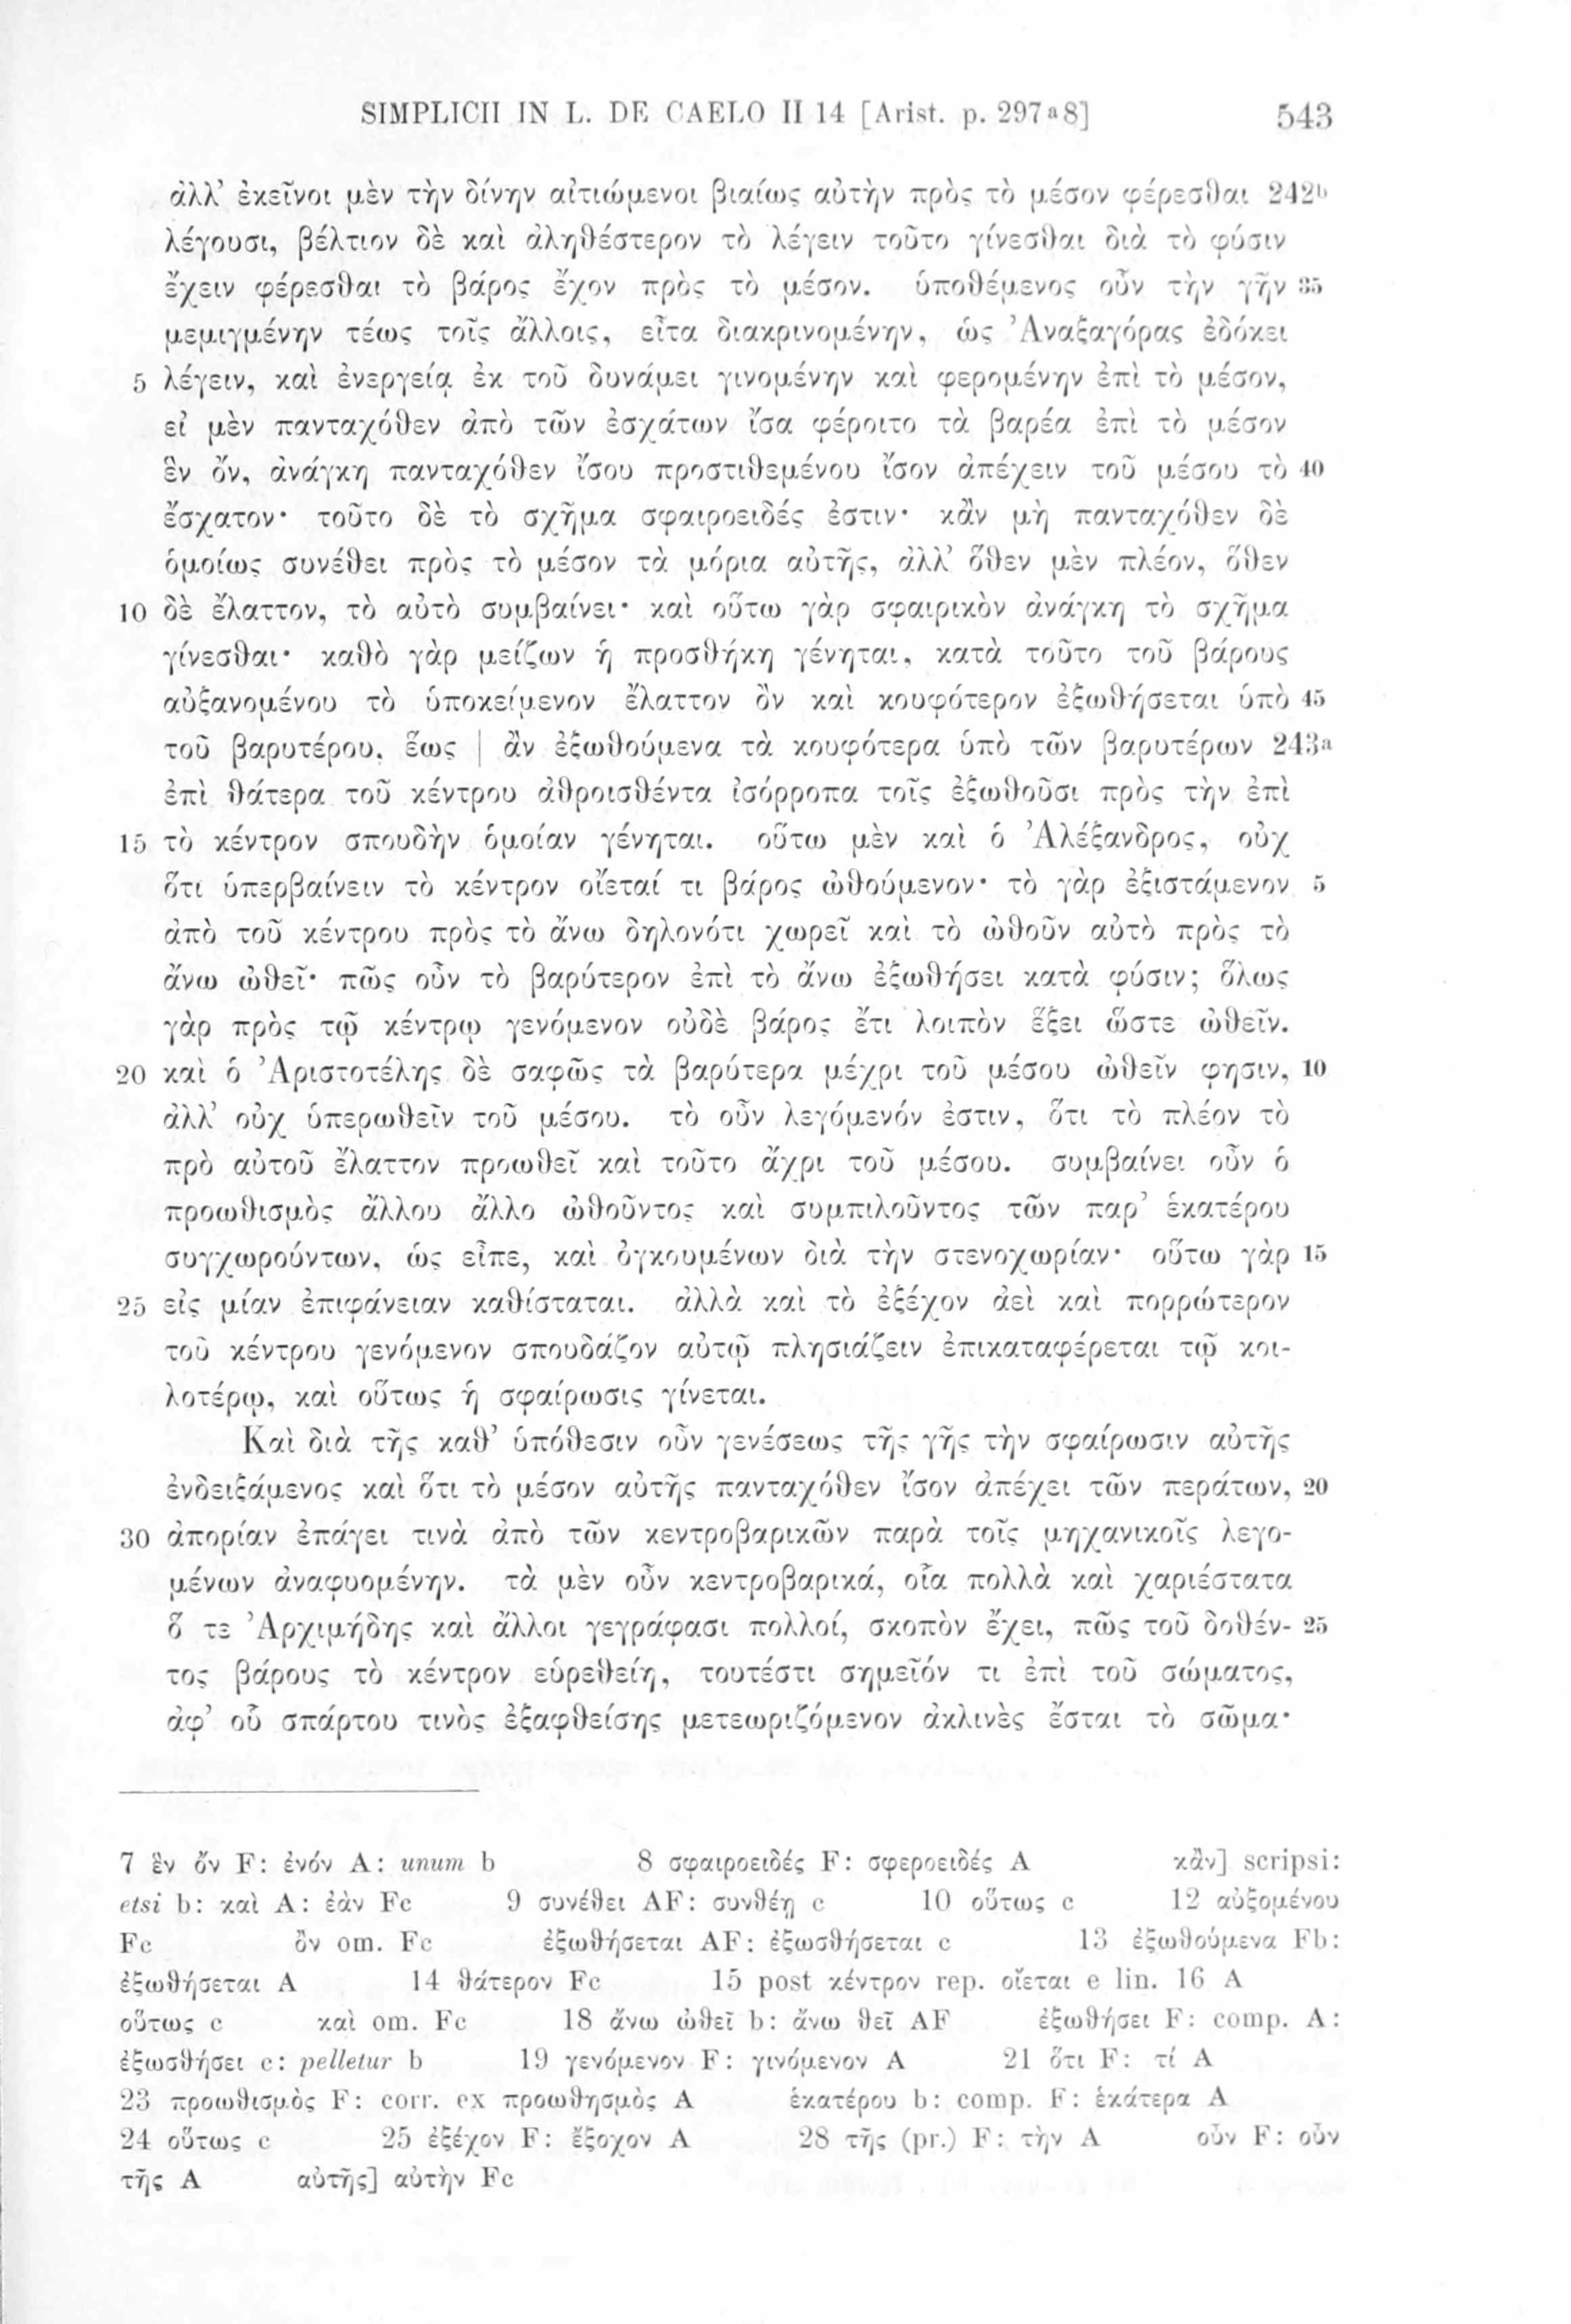 SIMPLICII IN L. DE CAELO II 14 [Arist. p. 297a8] 543
ἀλλ’ ἐκεῖνοι μὲν τὴν δίνην αἰτιώμενοι βιαίως αὐτὴν πρὸς τὸ μέσον φέρεσθαι 242b
λέγουσι, βέλτιον δὲ καὶ ἀληθέστερον τὸ λέγειν τοῦτο γίνεσθαι διὰ τὸ φύσιν
ἔχειν φέρεσθαι τὸ βάρος ἔχον πρὸς τὸ μέσον. ὑποθέμενος οὖν τὴν γῆν 35
μεμιγμένην τέως τοῖς ἄλλοις, εἶτα διακρινομένην, ὡς Ἀναξαγόρας ἐδόκει
5 λέγειν, καὶ ἐνεργείᾳ ἐκ τοῦ δυνάμει γινομένην καὶ φερομένην ἐπὶ τὸ μέσον,
εἰ μὲν πανταχόθεν ἀπὸ τῶν ἐσχάτων ἴσα φέροιτο τὰ βαρέα ἐπὶ τὸ μέσον
ἓν ὄν, ἀνάγκη πανταχόθεν ἴσου προστιθεμένου ἴσον ἀπέχειν τοῦ μέσου τὸ 40
ἔσχατον· τοῦτο δὲ τὸ σχῆμα σφαιροειδές ἐστιν· κἂν μὴ πανταχόθεν δὲ
ὁμοίως συνέθει πρὸς τὸ μέσον τὰ μόρια αὐτῆς, ἀλλ’ ὅθεν μὲν πλέον, ὅθεν
10 δὲ ἔλαττον, τὸ αὐτὸ συμβαίνει· καὶ οὕτω γὰρ σφαιρικὸν ἀνάγκη τὸ σχῆμα
γίνεσθαι· καθὸ γὰρ μείζων ἡ προσθήκη γένηται, κατὰ τοῦτο τοῦ βάρους
αὐξανομένου τὸ ὑποκείμενον ἔλαττον ὂν καὶ κουφότερον ἐξωθήσεται ὑπὸ 45
τοῦ βαρυτέρου, ἕως | ἂν ἐξωθούμενα τὰ κουφότερα ὑπὸ τῶν βαρυτέρων 243a
ἐπὶ θάτερα τοῦ κέντρου ἀθροισθέντα ἰσόρροπα τοῖς ἐξωθοῦσι πρὸς τὴν ἐπὶ
15 τὸ κέντρον σπουδὴν ὁμοίαν γένηται. οὕτω μὲν καὶ ὁ Ἀλέξανδρος, οὐχ
ὅτι ὑπερβαίνειν τὸ κέντρον οἴεταί τι βάρος ὠθούμενον· τὸ γὰρ ἐξιστάμενον 5
ἀπὸ τοῦ κέντρου πρὸς τὸ ἄνω δηλονότι χωρεῖ καὶ τὸ ὠθοῦν αὐτὸ πρὸς τὸ
ἄνω ὠθεῖ· πῶς οὖν τὸ βαρύτερον ἐπὶ τὸ ἄνω ἐξωθήσει κατὰ φύσιν; ὅλως
γὰρ πρὸς τῷ κέντρῳ γενόμενον οὐδὲ βάρος ἔτι λοιπὸν ἕξει ὥστε ὠθεῖν.
20 καὶ ὁ Ἀριστοτέλης δὲ σαφῶς τὰ βαρύτερα μέχρι τοῦ μέσου ὠθεῖν φησιν, 10
ἀλλ’ οὐχ ὑπερωθεῖν τοῦ μέσου. τὸ οὖν λεγόμενόν ἐστιν, ὅτι τὸ πλέον τὸ
πρὸ αὐτοῦ ἔλαττον προωθεῖ καὶ τοῦτο ἄχρι τοῦ μέσου. συμβαίνει οὖν ὁ
προωθισμὸς ἄλλου ἄλλο ὠθοῦντος καὶ συμπιλοῦντος τῶν παρ’ ἑκατέρου
συγχωρούντων, ὡς εἶπε, καὶ ὀγκουμένων διὰ τὴν στενοχωρίαν· οὕτω γὰρ 15
25 εἰς μίαν ἐπιφάνειαν καθίσταται. ἀλλὰ καὶ τὸ ἐξέχον ἀεὶ καὶ πορρώτερον
τοῦ κέντρου γενόμενον σπουδάζον αὐτῷ πλησιάζειν ἐπικαταφέρεται τῷ κοι-
λοτέρῳ, καὶ οὕτως ἡ σφαίρωσις γίνεται.
Καὶ διὰ τῆς καθ’ ὑπόθεσιν οὖν γενέσεως τῆς γῆς τὴν σφαίρωσιν αὐτῆς
ἐνδειξάμενος καὶ ὅτι τὸ μέσον αὐτῆς πανταχόθεν ἴσον ἀπέχει τῶν περάτων, 20
30 ἀπορίαν ἐπάγει τινὰ ἀπὸ τῶν κεντροβαρικῶν παρὰ τοῖς μηχανικοῖς λεγο-
μένων ἀναφυομένην. τὰ μὲν οὖν κεντροβαρικά, οἷα πολλὰ καὶ χαριέστατα
ὅ τε Ἀρχιμήδης καὶ ἄλλοι γεγράφασι πολλοί, σκοπὸν ἔχει, πῶς τοῦ δοθέν- 25
τος βάρους τὸ κέντρον εὑρεθείη, τουτέστι σημεῖόν τι ἐπὶ τοῦ σώματος,
ἀφ’ οὗ σπάρτου τινὸς ἐξαφθείσης μετεωριζόμενον ἀκλινὲς ἔσται τὸ σῶμα·
7 ἓν ὄν F: ἐνόν A: unum b 8 σφαιροειδές F: σφεροειδές A κἂν] scripsi:
etsi b: καὶ A: ἐὰν Fc 9 συνέθει AF: συνθέῃ c 10 οὕτως c 12 αὐξομένου
Fc ὂν om. Fc ἐξωθήσεται AF: ἐξωσθήσεται c 13 ἐξωθούμενα Fb:
ἐξωθήσεται A 14 θάτερον Fc 15 post κέντρον rep. οἴεται e lin. 16 A
οὕτως c καὶ om. Fc 18 ἄνω ὠθεῖ b: ἄνω θεῖ AF ἐξωθήσει F: comp. A:
ἐξωσθήσει c: pelletur b 19 γενόμενον F: γινόμενον A 21 ὅτι F: τί A
23 προωθισμὸς F: corr. ex προωθησμὸς A ἑκατέρου b: comp. F: ἑκάτερα A
24 οὕτως c 25 ἐξέχον F: ἔξοχον A 28 τῆς (pr.) F: τὴν A οὖν F: οὖν
τῆς A αὐτῆς] αὐτὴν Fc